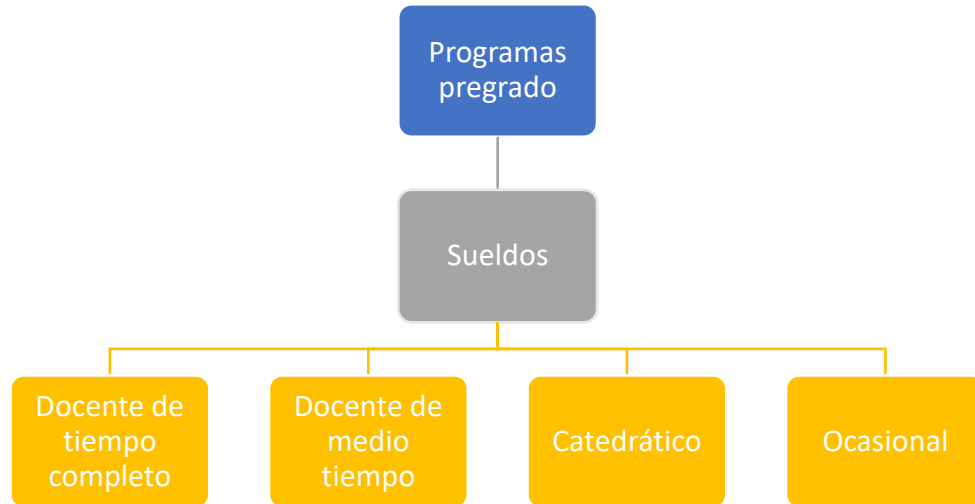 Programas
pregrado
Sueldos
Docente de
tiempo
completo
Docente de
medio
tiempo
Catedrático
Ocasional